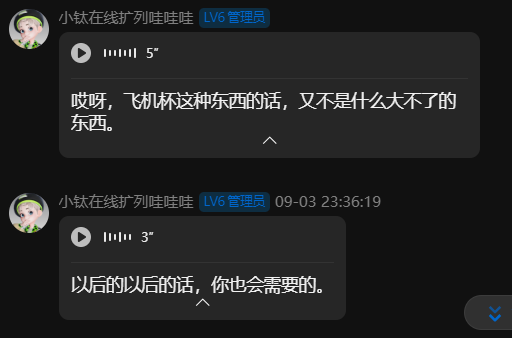 小钛在线扩列哇哇哇 LV6 管理员
5"
哎呀，飞机杯这种东西的话，又不是什么大不了的
东西。
小钛在线扩列哇哇哇 LV6 管理员 09-03 23:36:19
3"
以后的以后的话，你也会需要的。